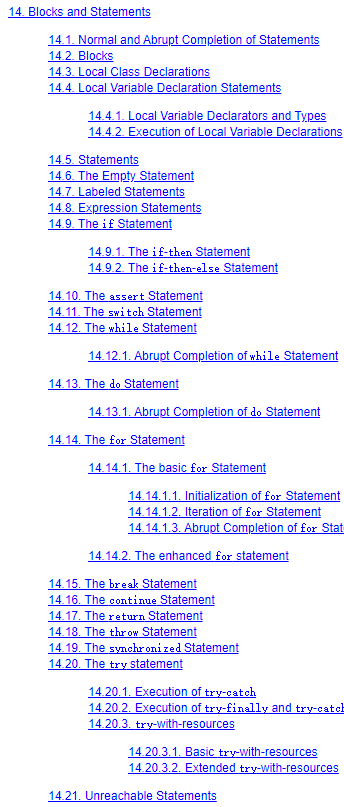 14. Blocks and Statements
14.1. Normal and Abrupt Completion of Statements
14.2. Blocks
14.3. Local Class Declarations
14.4. Local Variable Declaration Statements
14.4.1. Local Variable Declarators and Types
14.4.2. Execution of Local Variable Declarations
14.5. Statements
14.6. The Empty Statement
14.7. Labeled Statements
14.8. Expression Statements
14.9. The if Statement
14.9.1. The if-then Statement
14.9.2. The if-then-else Statement
14.10. The assert Statement
14.11. The switch Statement
14.12. The while Statement
14.12.1. Abrupt Completion of while Statement
14.13. The do Statement
14.13.1. Abrupt Completion of do Statement
14.14. The for Statement
14.14.1. The basic for Statement
14.14.1.1. Initialization of for Statement
14.14.1.2. Iteration of for Statement
14.14.1.3. Abrupt Completion of for Stat
14.14.2. The enhanced for statement
14.15. The break Statement
14.16. The continue Statement
14.17. The return Statement
14.18. The throw Statement
14.19. The synchronized Statement
14.20. The try statement
14.20.1. Execution of try-catch
14.20.2. Execution of try-finally and try-catch
14.20.3. try-with-resources
14.20.3.1. Basic try-with-resources
14.20.3.2. Extended try-with-resources
14.21. Unreachable Statements